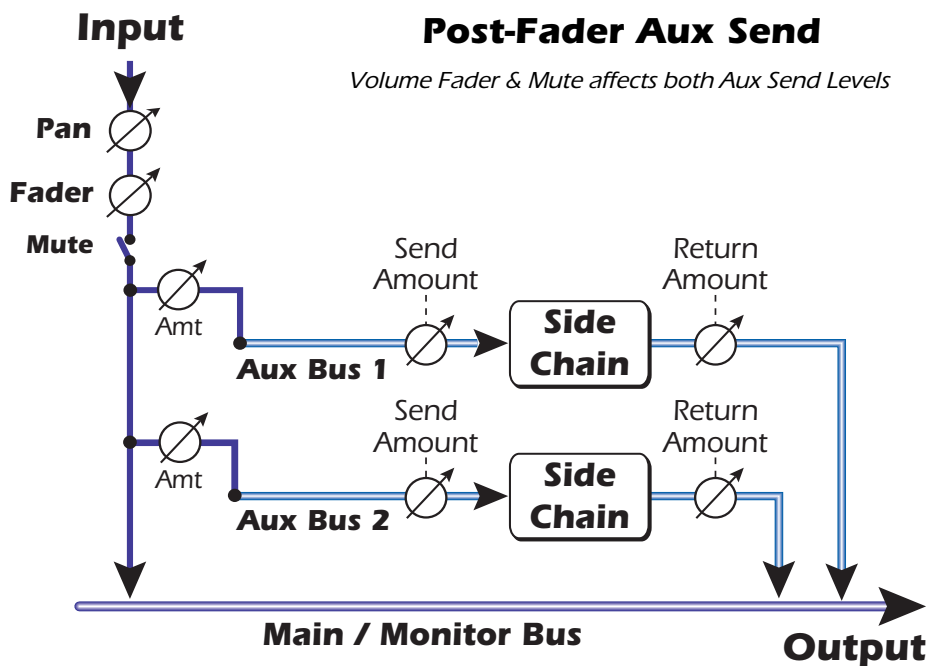 Input
Post-Fader Aux Send
Volume Fader & Mute affects both Aux Send Levels
Pan
Fader
Mute
Amt
Send
Amount
Side
Chain
Return
Amount
Aux Bus 1
Amt
Send
Amount
Side
Chain
Return
Amount
Aux Bus 2
Main / Monitor Bus
Output